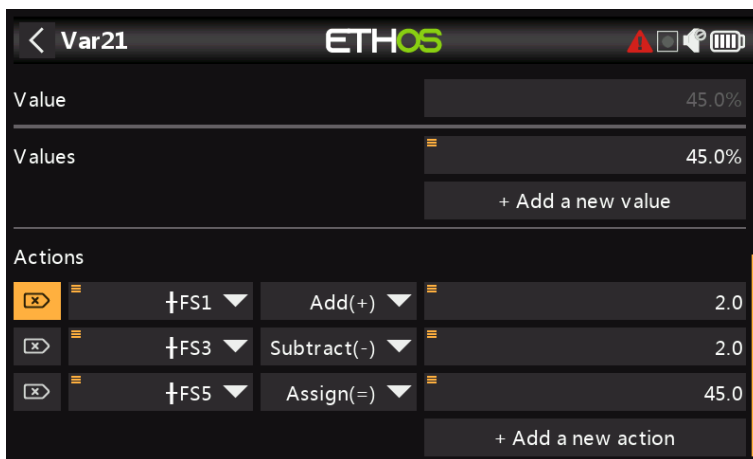 Var21 ETHOS
Value 45.0%
Values 45.0%
+ Add a new value
Actions
FS1 Add(+) 2.0
FS3 Subtract(-) 2.0
FS5 Assign(=) 45.0
+ Add a new action